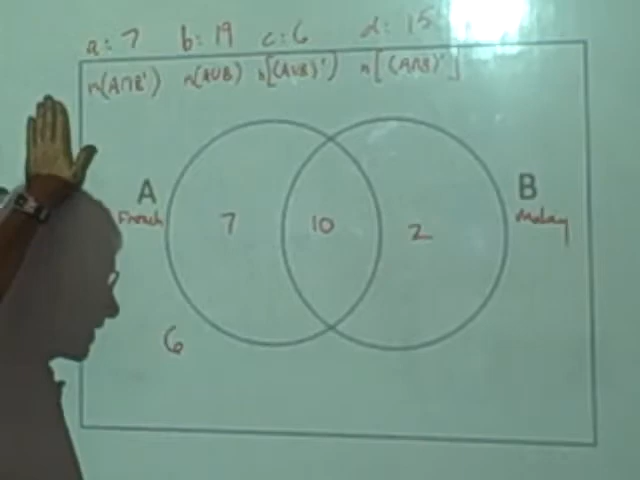 a: 7 b: 19 c: 6 d: 15
n(A∩B') n(A∪B) n[(A∪B)'] n[(A∩B)']
A B
French Malay
7 10 2
6